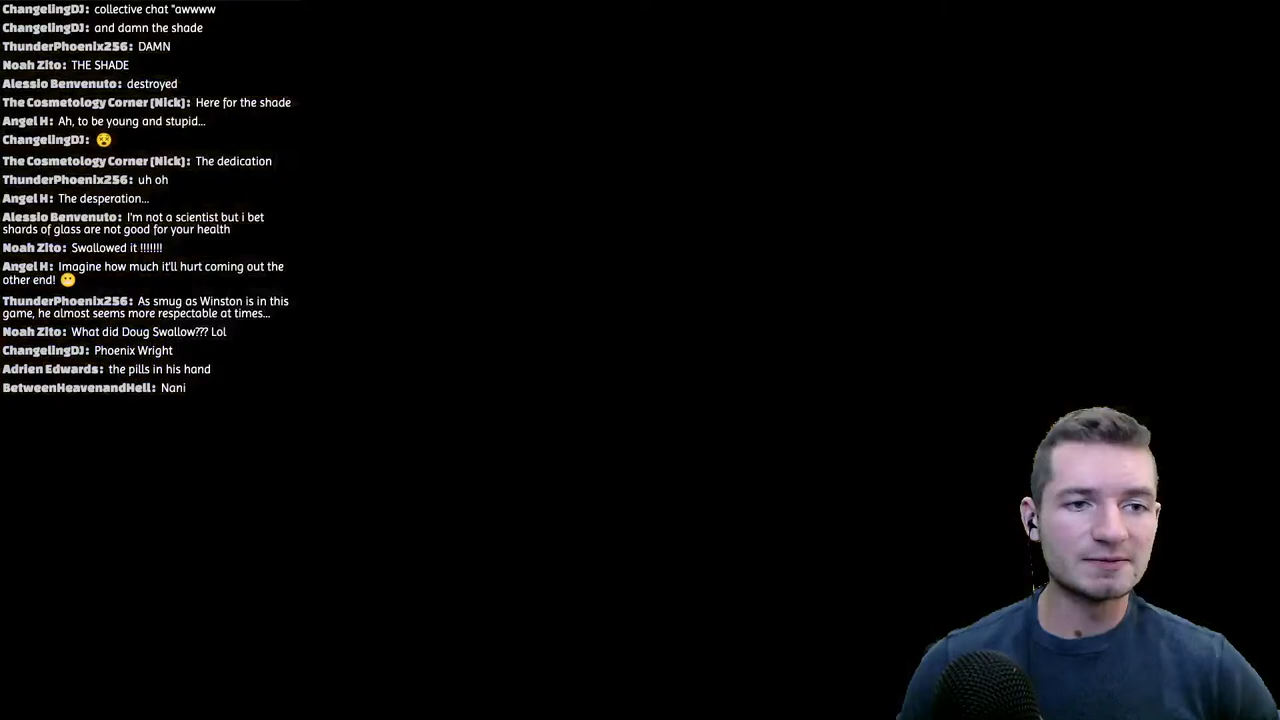 ChangelingDJ: collective chat "awwww
ChangelingDJ: and damn the shade
ThunderPhoenix256: DAMN
Noah Zito: THE SHADE
Alessio Benvenuto: destroyed
The Cosmetology Corner (Nick): Here for the shade
Angel H: Ah, to be young and stupid...
ChangelingDJ: 😵
The Cosmetology Corner (Nick): The dedication
ThunderPhoenix256: uh oh
Angel H: The desperation...
Alessio Benvenuto: I'm not a scientist but i bet
shards of glass are not good for your health
Noah Zito: Swallowed it !!!!!!!
Angel H: Imagine how much it'll hurt coming out the
other end! 😬
ThunderPhoenix256: As smug as Winston is in this
game, he almost seems more respectable at times...
Noah Zito: What did Doug Swallow??? Lol
ChangelingDJ: Phoenix Wright
Adrien Edwards: the pills in his hand
BetweenHeavenandHell: Nani